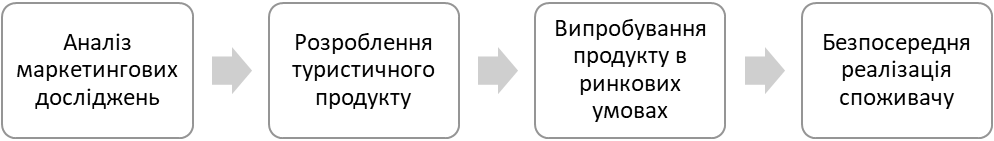 Аналіз
маркетингових
досліджень
Розроблення
туристичного
продукту
Випробування
продукту в
ринкових
умовах
Безпосередня
реалізація
споживачу